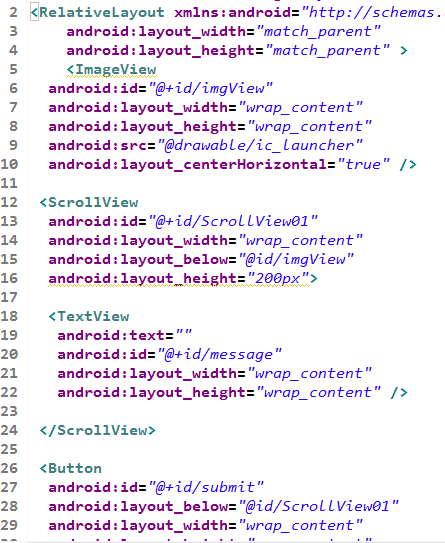 2 <RelativeLayout xmlns:android="http://schemas.
3 android:layout_width="match_parent"
4 android:layout_height="match_parent" >
5 <ImageView
6 android:id="@+id/imgView"
7 android:layout_width="wrap_content"
8 android:layout_height="wrap_content"
9 android:src="@drawable/ic_launcher"
10 android:layout_centerHorizontal="true" />
11
12 <ScrollView
13 android:id="@+id/ScrollView01"
14 android:layout_width="wrap_content"
15 android:layout_below="@id/imgView"
16 android:layout_height="200px">
17
18 <TextView
19 android:text=""
20 android:id="@+id/message"
21 android:layout_width="wrap_content"
22 android:layout_height="wrap_content" />
23
24 </ScrollView>
25
26 <Button
27 android:id="@+id/submit"
28 android:layout_below="@id/ScrollView01"
29 android:layout_width="wrap_content"